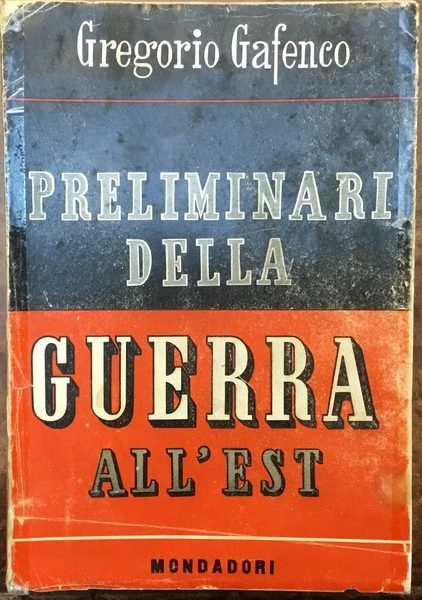 Gregorio Gafenco
PRELIMINARI
DELLA
GUERRA
ALL'EST
MONDADORI